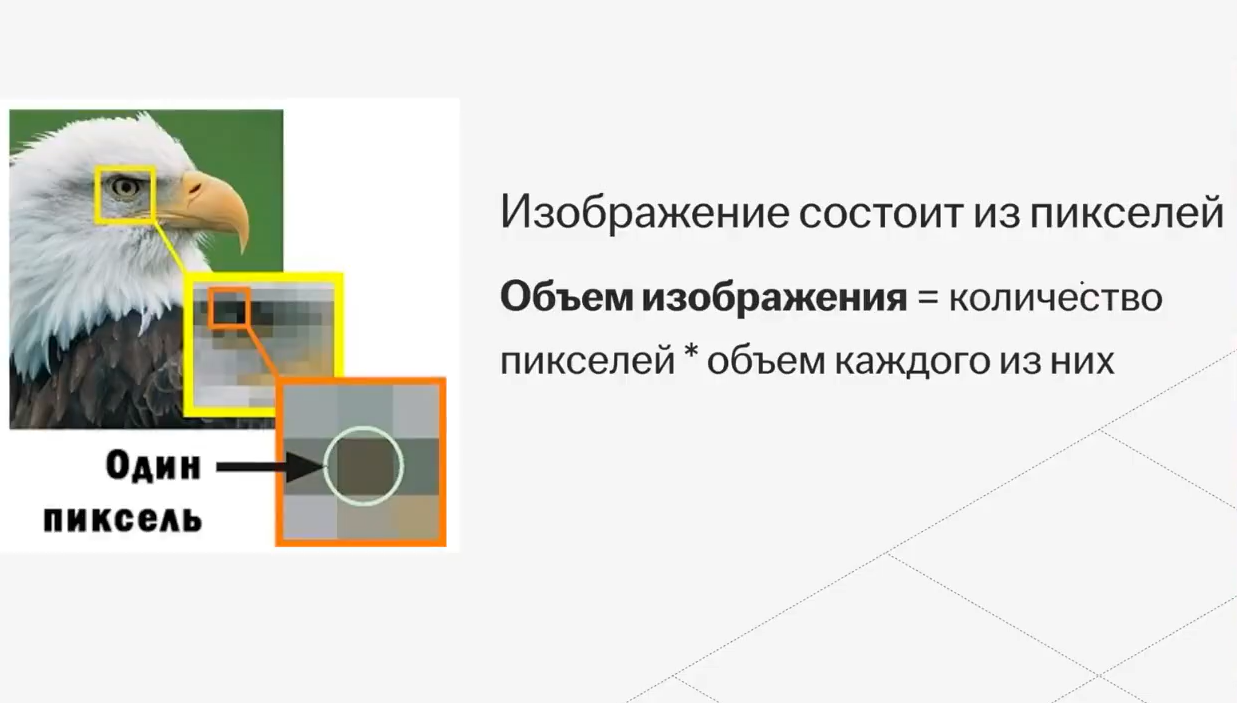 Изображение состоит из пикселей
Объем изображения = количество
пикселей * объем каждого из них
Один
пиксель